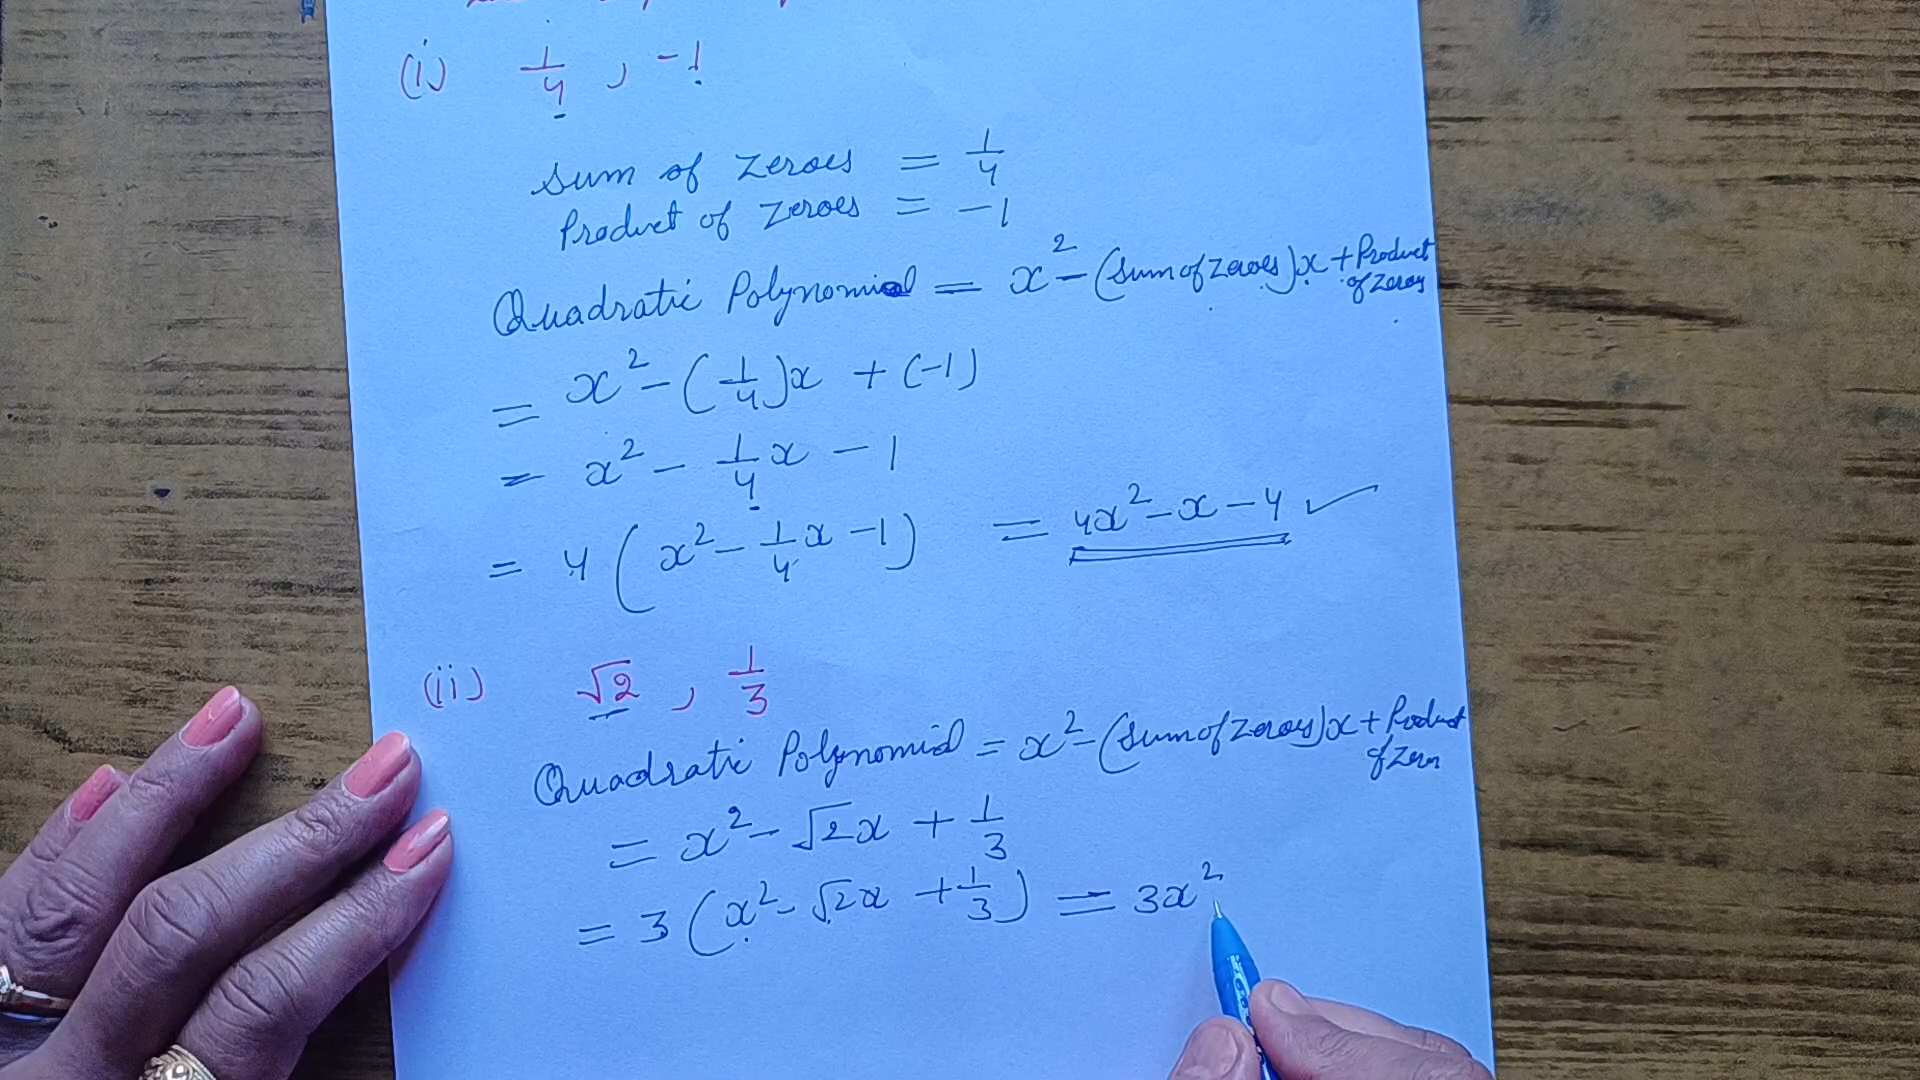 (i) 1/4 , -1
Sum of Zeroes = 1/4
Product of Zeroes = -1
Quadratic Polynomial = x² - (Sum of Zeroes)x + Product of Zeroes
= x² - (1/4)x + (-1)
= x² - 1/4 x - 1
= 4 (x² - 1/4 x - 1) = 4x² - x - 4 ✓
(ii) √2 , 1/3
Quadratic Polynomial = x² - (Sum of Zeroes)x + Product of Zeros
= x² - √2x + 1/3
= 3 (x² - √2x + 1/3) = 3x²